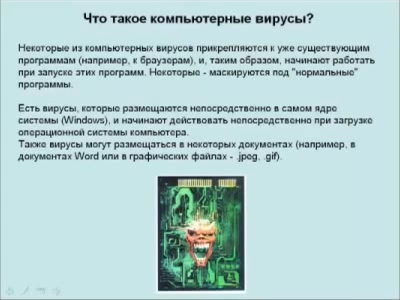 Что такое компьютерные вирусы?
Некоторые из компьютерных вирусов прикрепляются к уже существующим
программам (например, к браузерам), и, таким образом, начинают работать
при запуске этих программ. Некоторые - маскируются под "нормальные"
программы.
Есть вирусы, которые размещаются непосредственно в самом ядре
системы (Windows), и начинают действовать непосредственно при загрузке
операционной системы компьютера.
Также вирусы могут размещаться в некоторых документах (например, в
документах Word или в графических файлах - .jpeg, .gif).